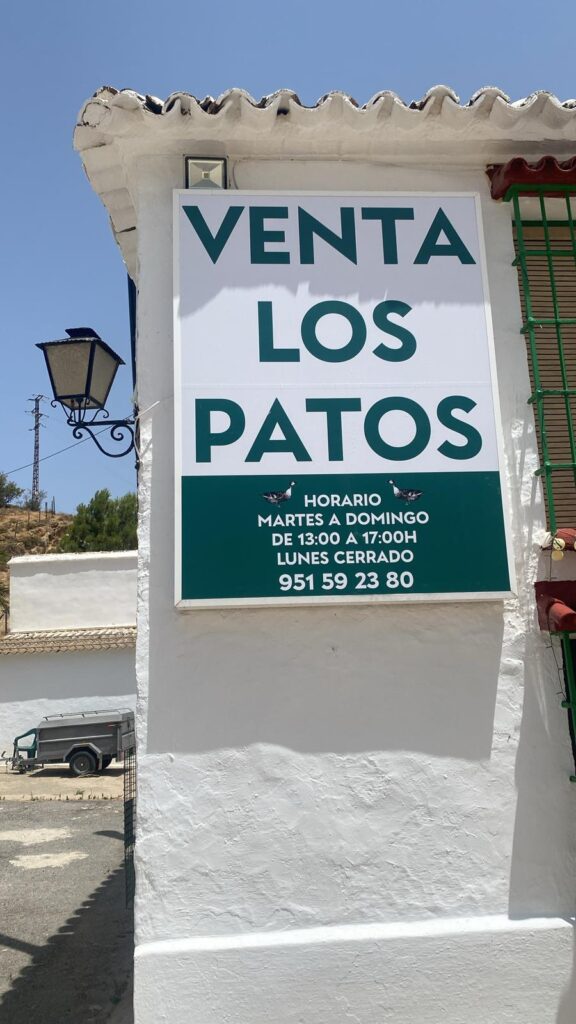 VENTA
LOS
PATOS
HORARIO
MARTES A DOMINGO
DE 13:00 A 17:00H
LUNES CERRADO
951 59 23 80